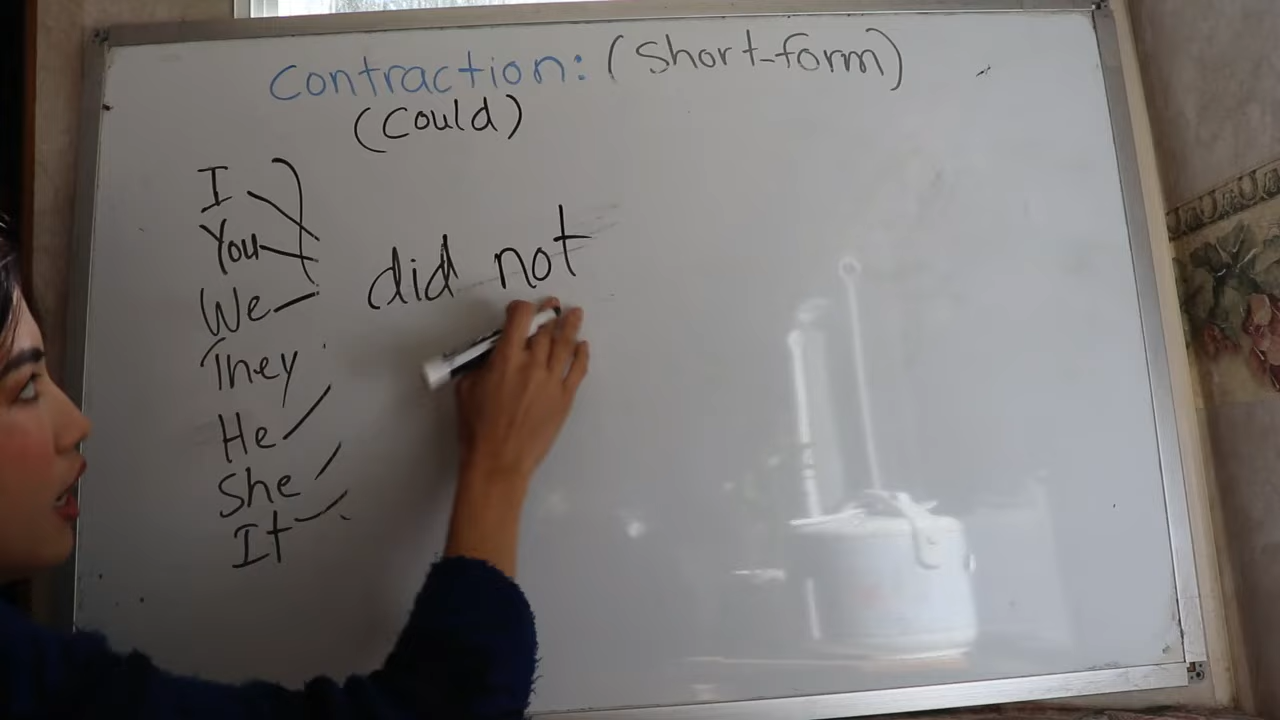 Contraction: (Short-form)
(Could)
I
You
We
They
He
She
It
did not